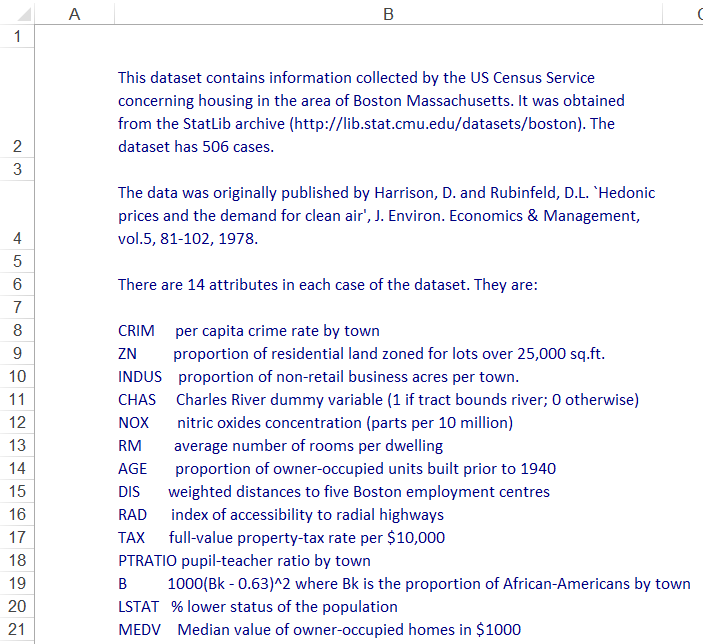 A B C
1
This dataset contains information collected by the US Census Service
concerning housing in the area of Boston Massachusetts. It was obtained
from the StatLib archive (http://lib.stat.cmu.edu/datasets/boston). The
2 dataset has 506 cases.
3
The data was originally published by Harrison, D. and Rubinfeld, D.L. `Hedonic
prices and the demand for clean air', J. Environ. Economics & Management,
4 vol.5, 81-102, 1978.
5
6 There are 14 attributes in each case of the dataset. They are:
7
8 CRIM per capita crime rate by town
9 ZN proportion of residential land zoned for lots over 25,000 sq.ft.
10 INDUS proportion of non-retail business acres per town.
11 CHAS Charles River dummy variable (1 if tract bounds river; 0 otherwise)
12 NOX nitric oxides concentration (parts per 10 million)
13 RM average number of rooms per dwelling
14 AGE proportion of owner-occupied units built prior to 1940
15 DIS weighted distances to five Boston employment centres
16 RAD index of accessibility to radial highways
17 TAX full-value property-tax rate per $10,000
18 PTRATIO pupil-teacher ratio by town
19 B 1000(Bk - 0.63)^2 where Bk is the proportion of African-Americans by town
20 LSTAT % lower status of the population
21 MEDV Median value of owner-occupied homes in $1000